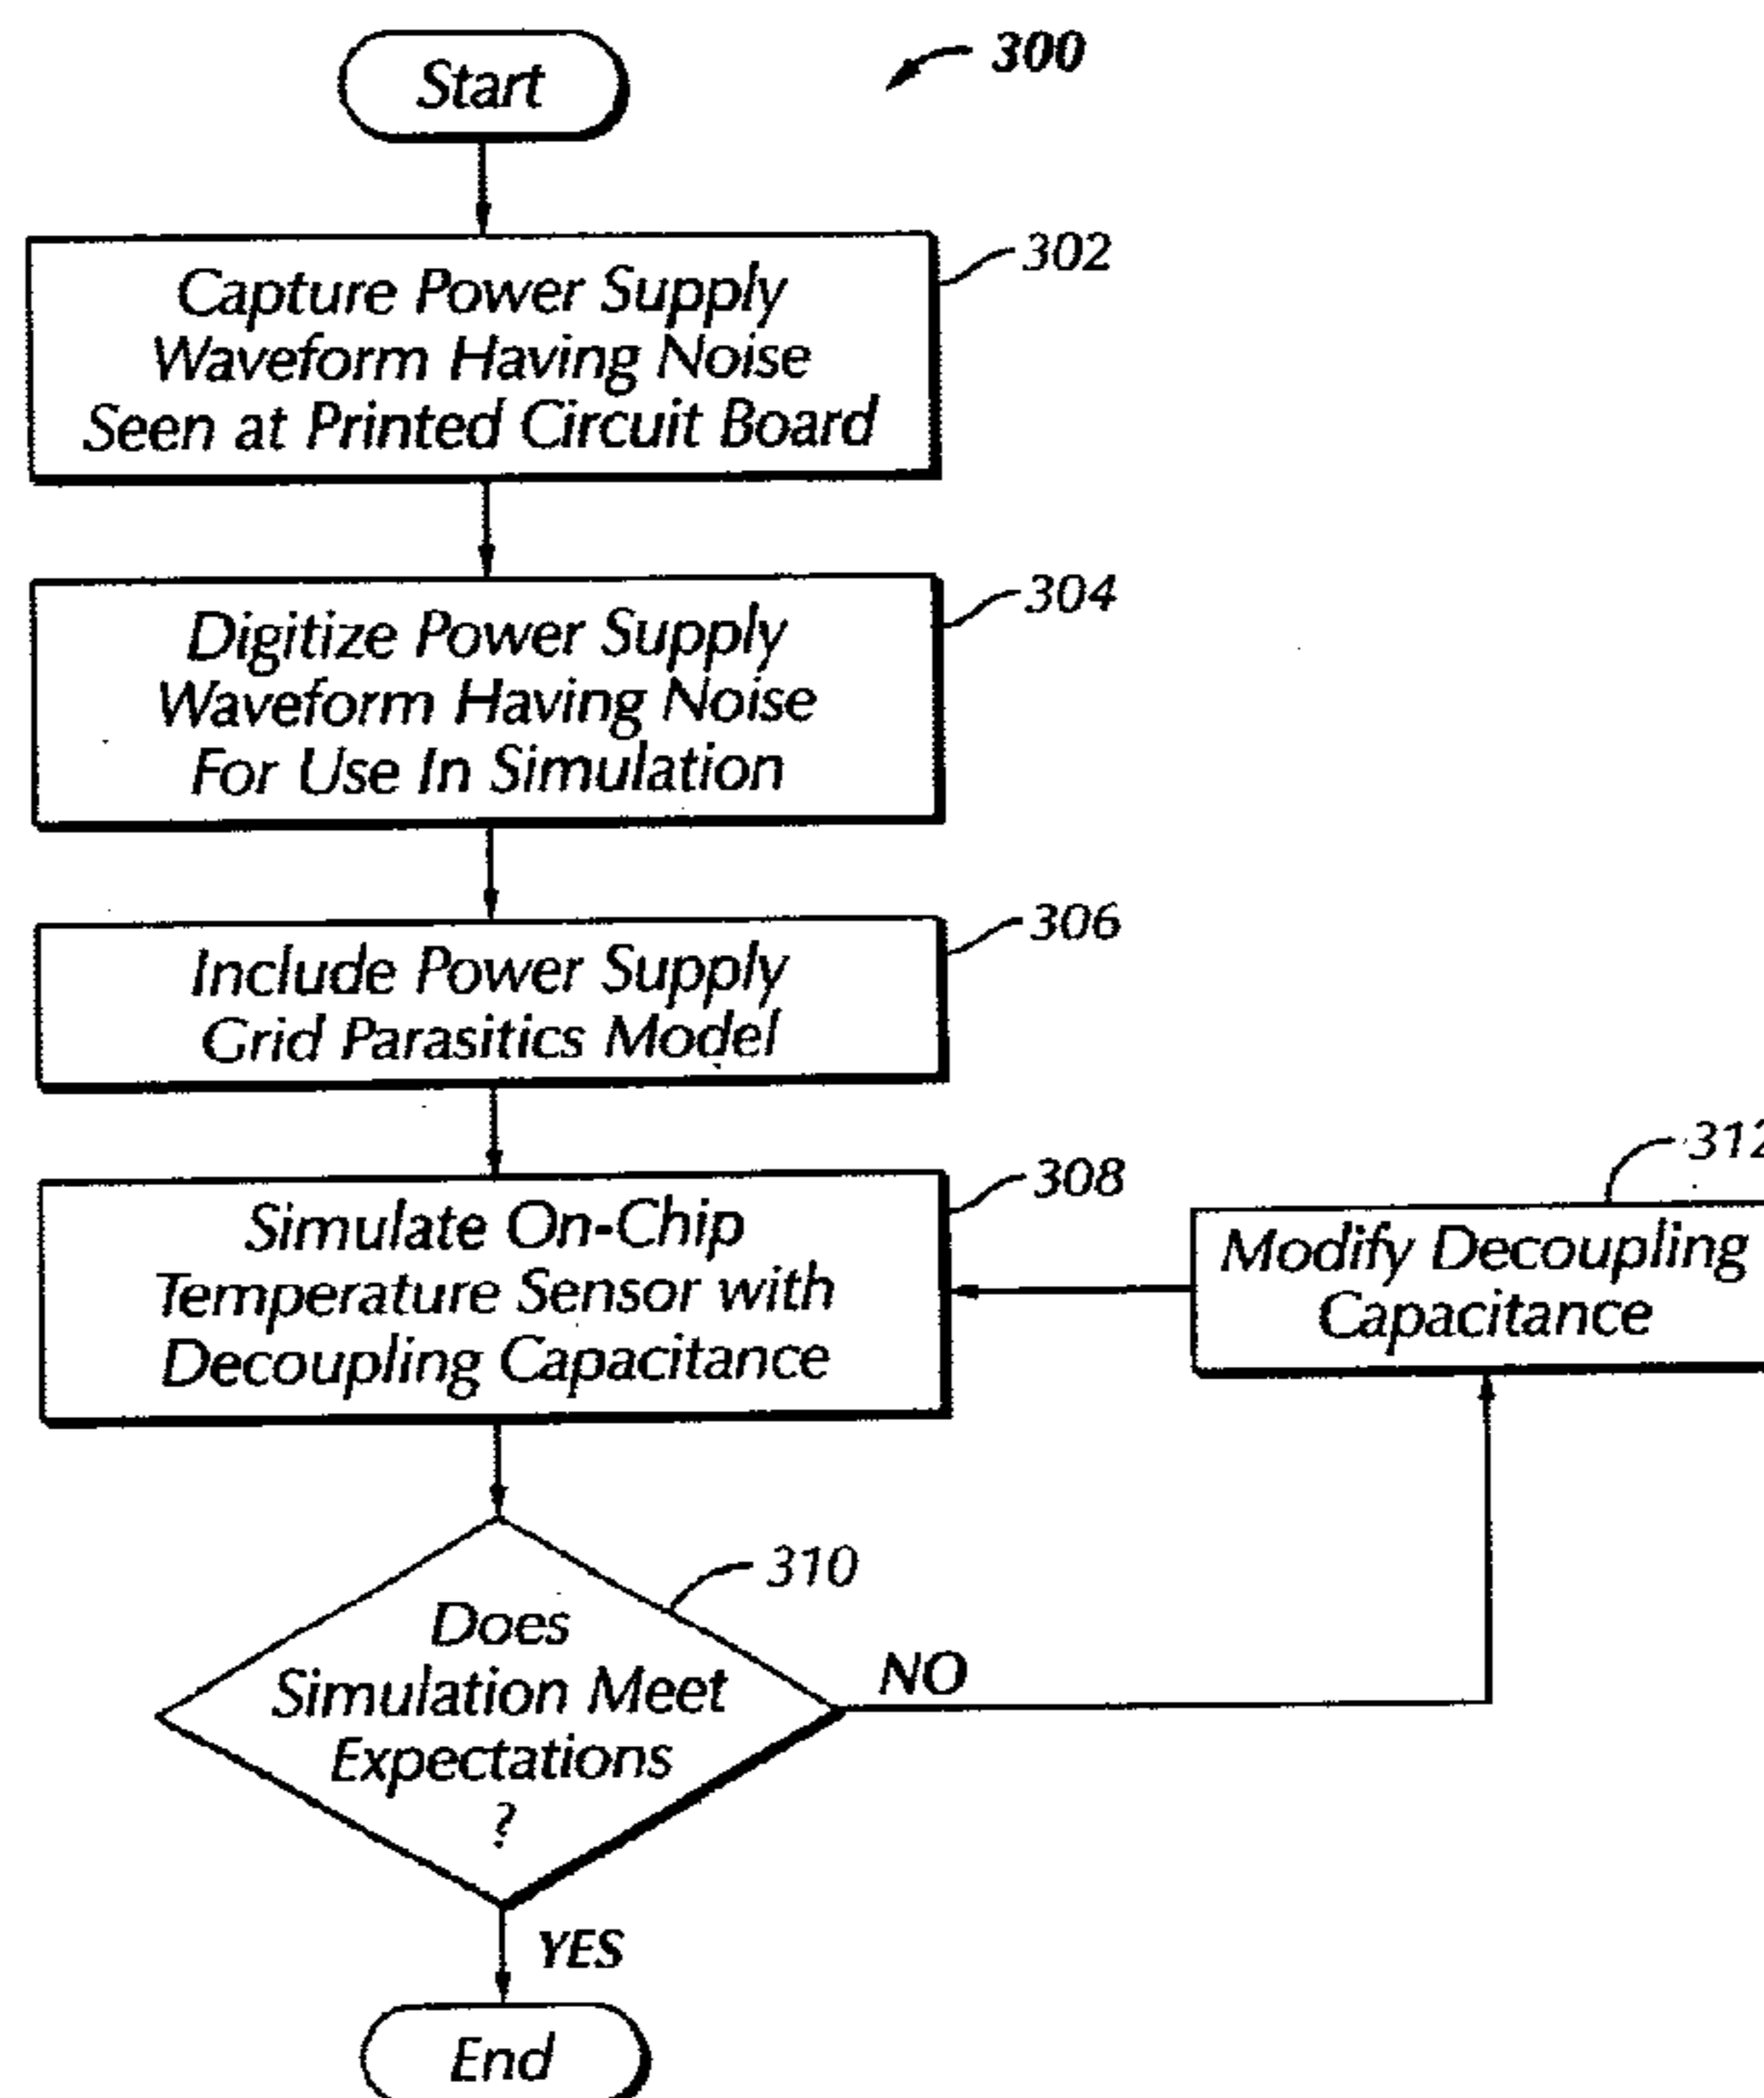 Start
300
302
Capture Power Supply
Waveform Having Noise
Seen at Printed Circuit Board
304
Digitize Power Supply
Waveform Having Noise
For Use In Simulation
306
Include Power Supply
Grid Parasitics Model
308
Simulate On-Chip
Temperature Sensor with
Decoupling Capacitance
312
Modify Decoupling
Capacitance
310
Does
Simulation Meet
Expectations
?
NO
YES
End